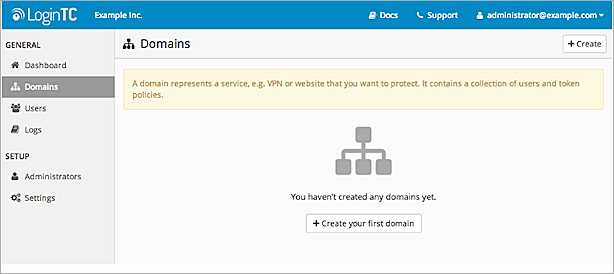 LoginTC
Example Inc.
Docs
Support
administrator@example.com
GENERAL
Dashboard
Domains
Users
Logs
SETUP
Administrators
Settings
Domains
+ Create
A domain represents a service, e.g. VPN or website that you want to protect. It contains a collection of users and token
policies.
You haven't created any domains yet.
+ Create your first domain